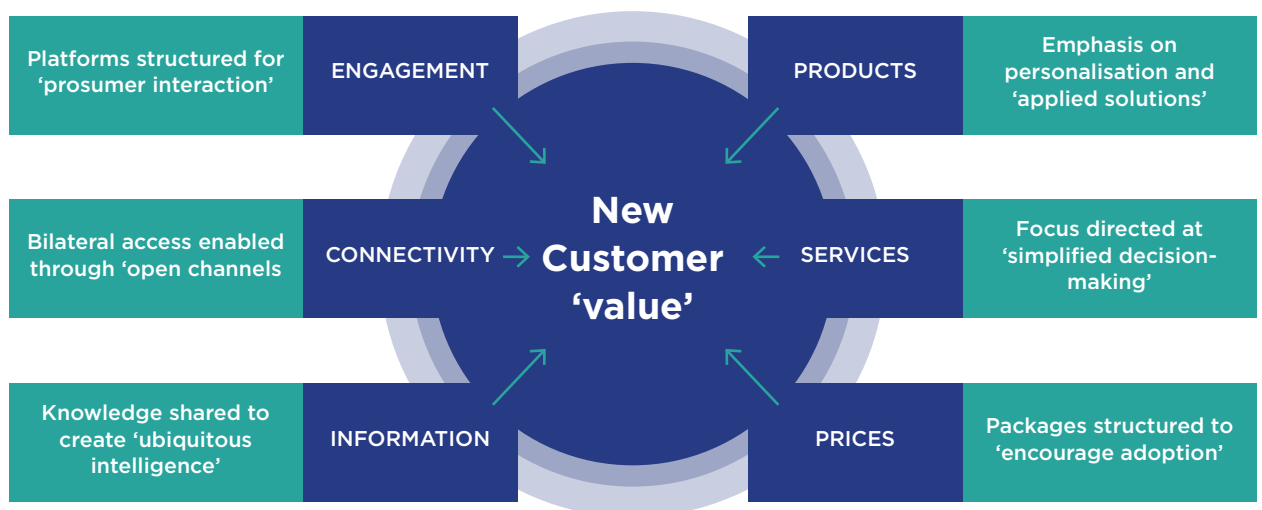 Platforms structured for
‘prosumer interaction’
ENGAGEMENT
PRODUCTS
Emphasis on
personalisation and
‘applied solutions’
Bilateral access enabled
through ‘open channels
CONNECTIVITY
New
Customer
‘value’
SERVICES
Focus directed at
‘simplified decision-
making’
Knowledge shared to
create ‘ubiquitous
intelligence’
INFORMATION
PRICES
Packages structured to
‘encourage adoption’